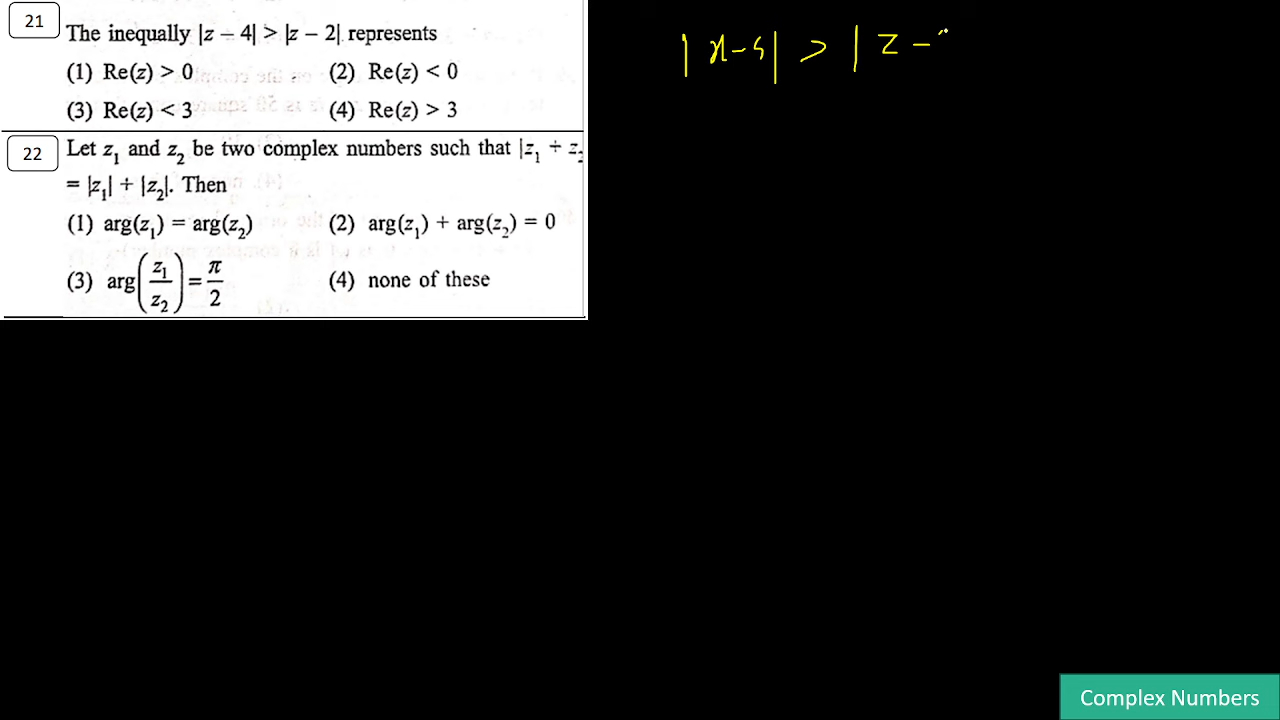 21
The inequally |z − 4| > |z − 2| represents
(1) Re(z) > 0 (2) Re(z) < 0
(3) Re(z) < 3 (4) Re(z) > 3
22
Let z₁ and z₂ be two complex numbers such that |z₁ + z₂
= |z₁| + |z₂|. Then
(1) arg(z₁) = arg(z₂) (2) arg(z₁) + arg(z₂) = 0
(3) arg(z₁/z₂) = π/2 (4) none of these
| x-4| > | z -
Complex Numbers